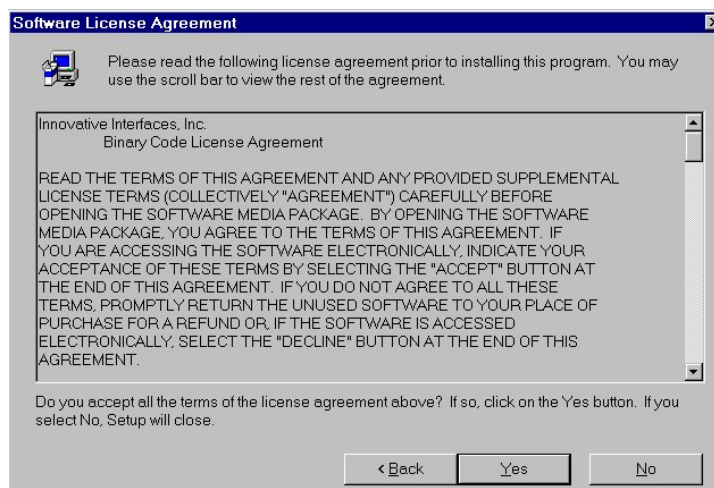 Software License Agreement
Please read the following license agreement prior to installing this program. You may
use the scroll bar to view the rest of the agreement.
Innovative Interfaces, Inc.
Binary Code License Agreement
READ THE TERMS OF THIS AGREEMENT AND ANY PROVIDED SUPPLEMENTAL
LICENSE TERMS (COLLECTIVELY "AGREEMENT") CAREFULLY BEFORE
OPENING THE SOFTWARE MEDIA PACKAGE. BY OPENING THE SOFTWARE
MEDIA PACKAGE, YOU AGREE TO THE TERMS OF THIS AGREEMENT. IF
YOU ARE ACCESSING THE SOFTWARE ELECTRONICALLY, INDICATE YOUR
ACCEPTANCE OF THESE TERMS BY SELECTING THE "ACCEPT" BUTTON AT
THE END OF THIS AGREEMENT. IF YOU DO NOT AGREE TO ALL THESE
TERMS, PROMPTLY RETURN THE UNUSED SOFTWARE TO YOUR PLACE OF
PURCHASE FOR A REFUND OR, IF THE SOFTWARE IS ACCESSED
ELECTRONICALLY, SELECT THE "DECLINE" BUTTON AT THE END OF THIS
AGREEMENT.
Do you accept all the terms of the license agreement above? If so, click on the Yes button. If you
select No, Setup will close.
< Back
Yes
No